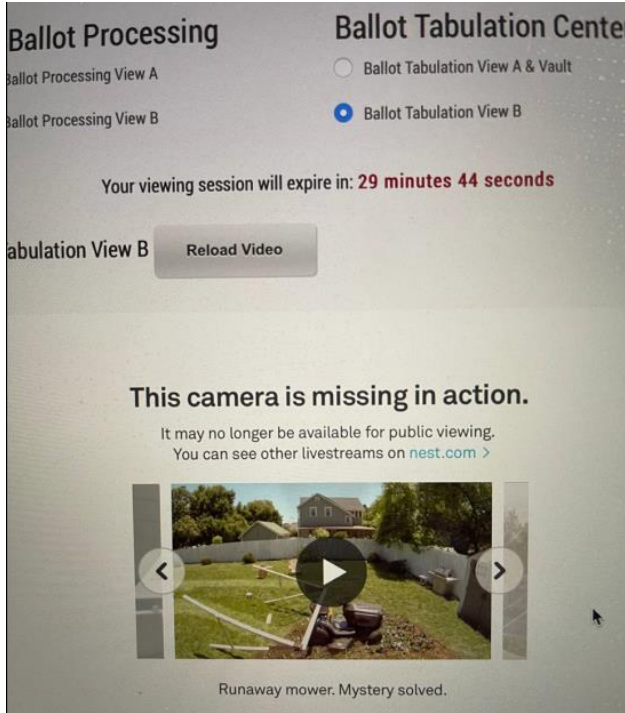 Ballot Processing
Ballot Processing View A
Ballot Processing View B
Ballot Tabulation Cente
Ballot Tabulation View A & Vault
Ballot Tabulation View B
Your viewing session will expire in: 29 minutes 44 seconds
abulation View B
Reload Video
This camera is missing in action.
It may no longer be available for public viewing.
You can see other livestreams on nest.com >
Runaway mower. Mystery solved.